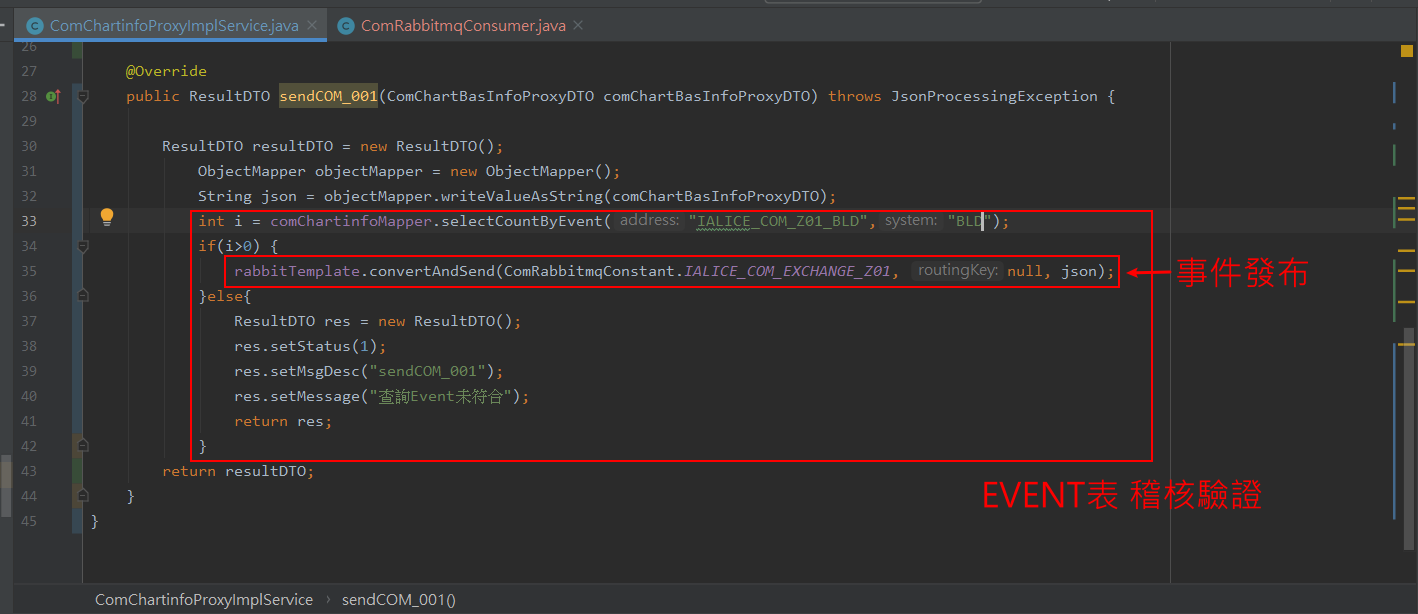 ComChartinfoProxyImplService.java × ComRabbitmqConsumer.java ×
26
27 @Override
28 public ResultDTO sendCOM_001(ComChartBasInfoProxyDTO comChartBasInfoProxyDTO) throws JsonProcessingException {
29
30 ResultDTO resultDTO = new ResultDTO();
31 ObjectMapper objectMapper = new ObjectMapper();
32 String json = objectMapper.writeValueAsString(comChartBasInfoProxyDTO);
33 int i = comChartinfoMapper.selectCountByEvent( address: "IALICE_COM_Z01_BLD", system: "BLD");
34 if(i>0) {
35 rabbitTemplate.convertAndSend(ComRabbitmqConstant.IALICE_COM_EXCHANGE_Z01, routingKey: null, json); 事件發布
36 }else{
37 ResultDTO res = new ResultDTO();
38 res.setStatus(1);
39 res.setMsgDesc("sendCOM_001");
40 res.setMessage("查詢Event未符合");
41 return res;
42 }
43 return resultDTO;
44 }
EVENT表 稽核驗證
45 }
ComChartinfoProxyImplService › sendCOM_001()